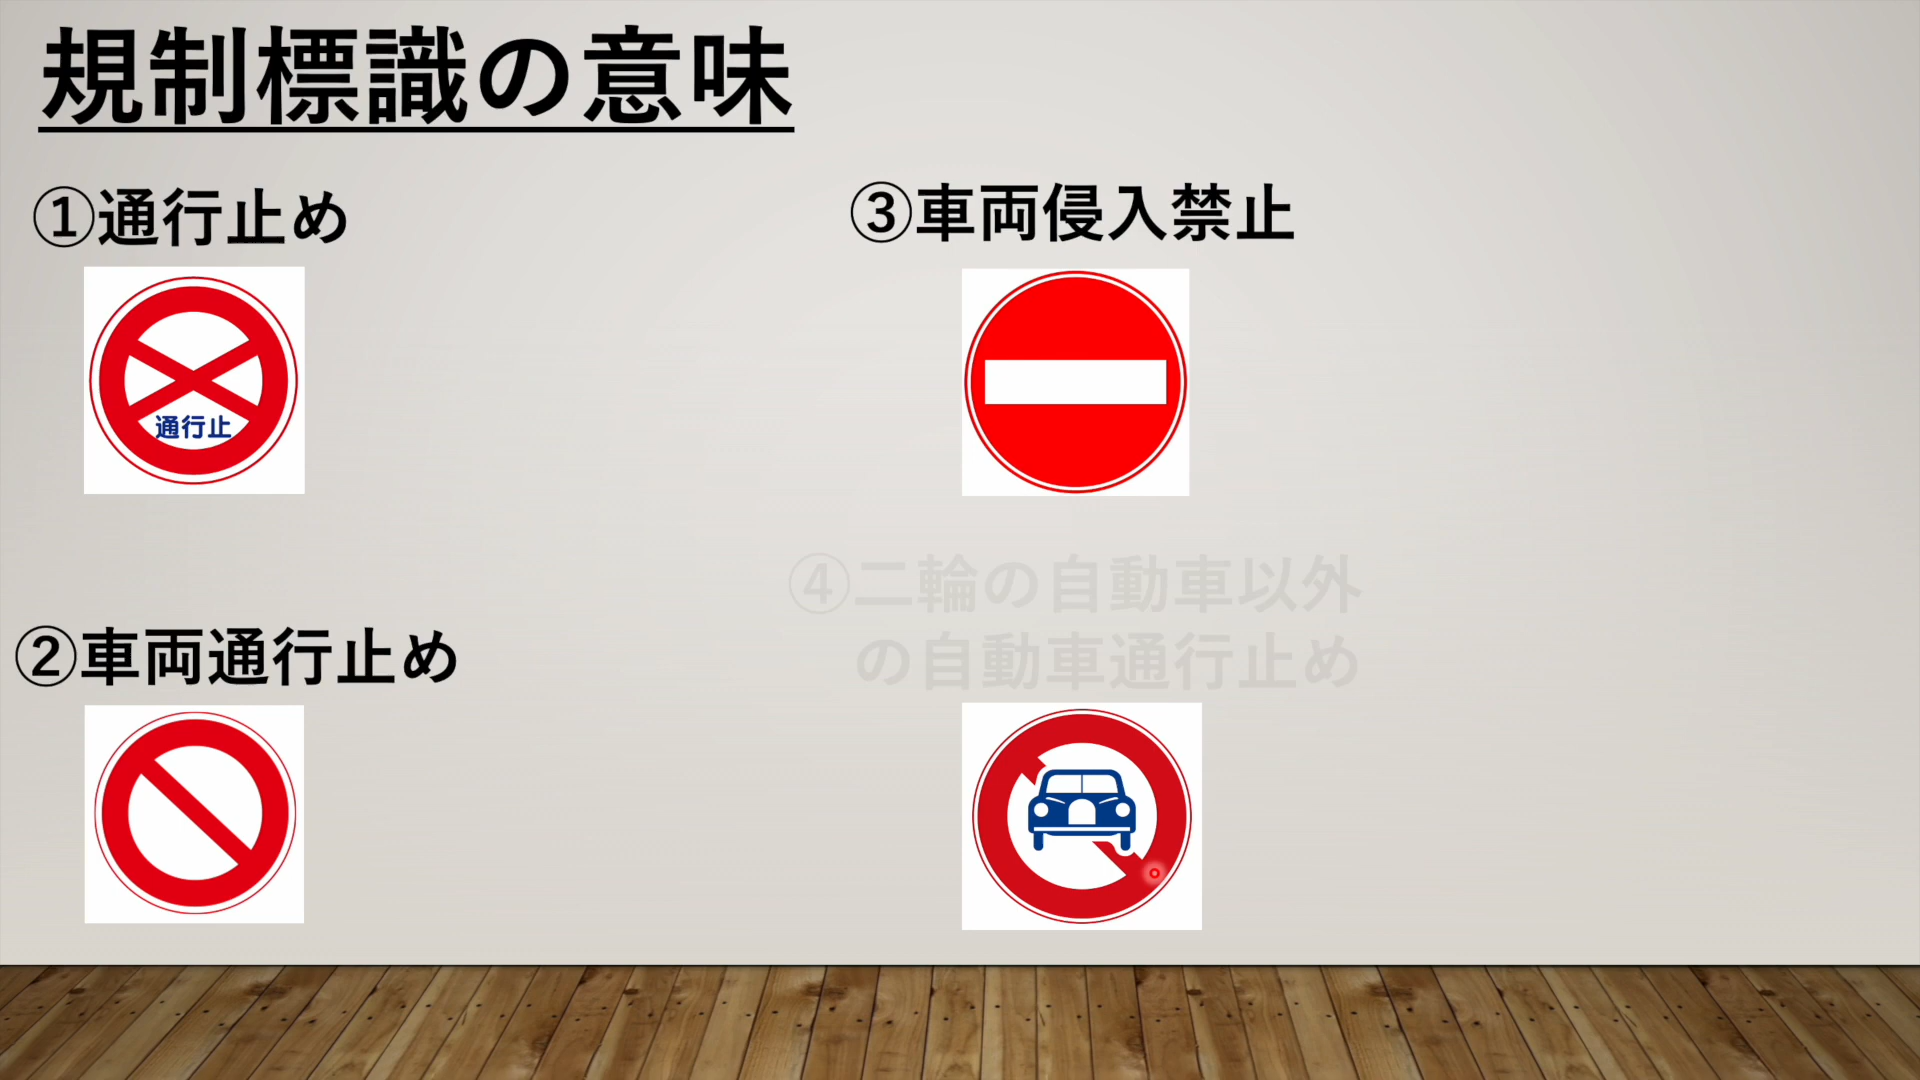 規制標識の意味
①通行止め
通行止
②車両通行止め
③車両侵入禁止
④二輪の自動車以外
の自動車通行止め